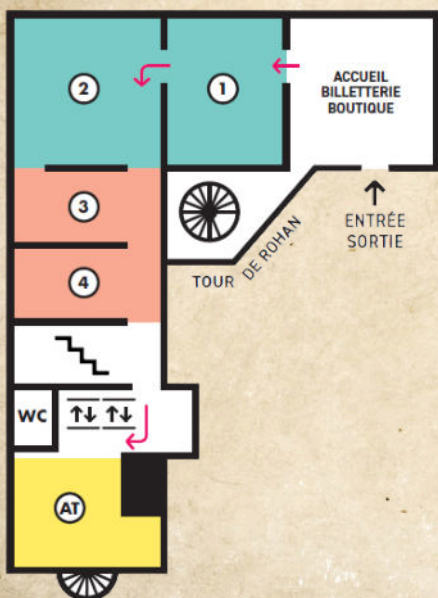 ACCUEIL
BILLETTERIE
BOUTIQUE
2
1
3
ENTRÉE
SORTIE
TOUR DE ROHAN
4
WC
AT